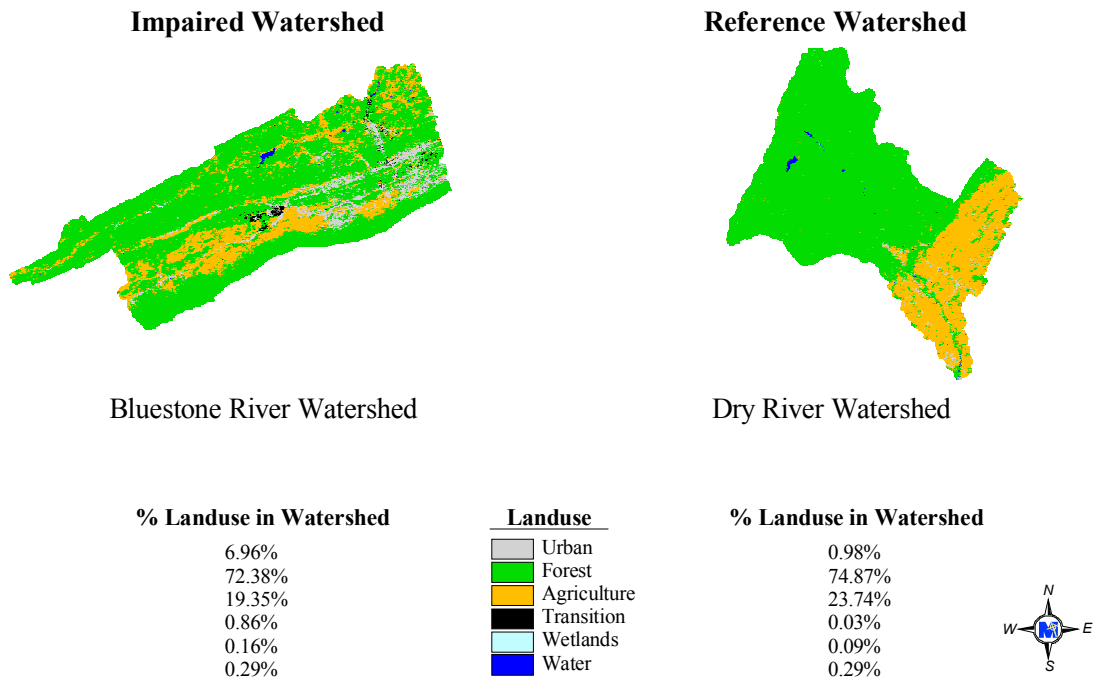 Impaired Watershed
Reference Watershed
Bluestone River Watershed
Dry River Watershed
% Landuse in Watershed
6.96%
72.38%
19.35%
0.86%
0.16%
0.29%
Landuse
Urban
Forest
Agriculture
Transition
Wetlands
Water
% Landuse in Watershed
0.98%
74.87%
23.74%
0.03%
0.09%
0.29%
N
W M E
S